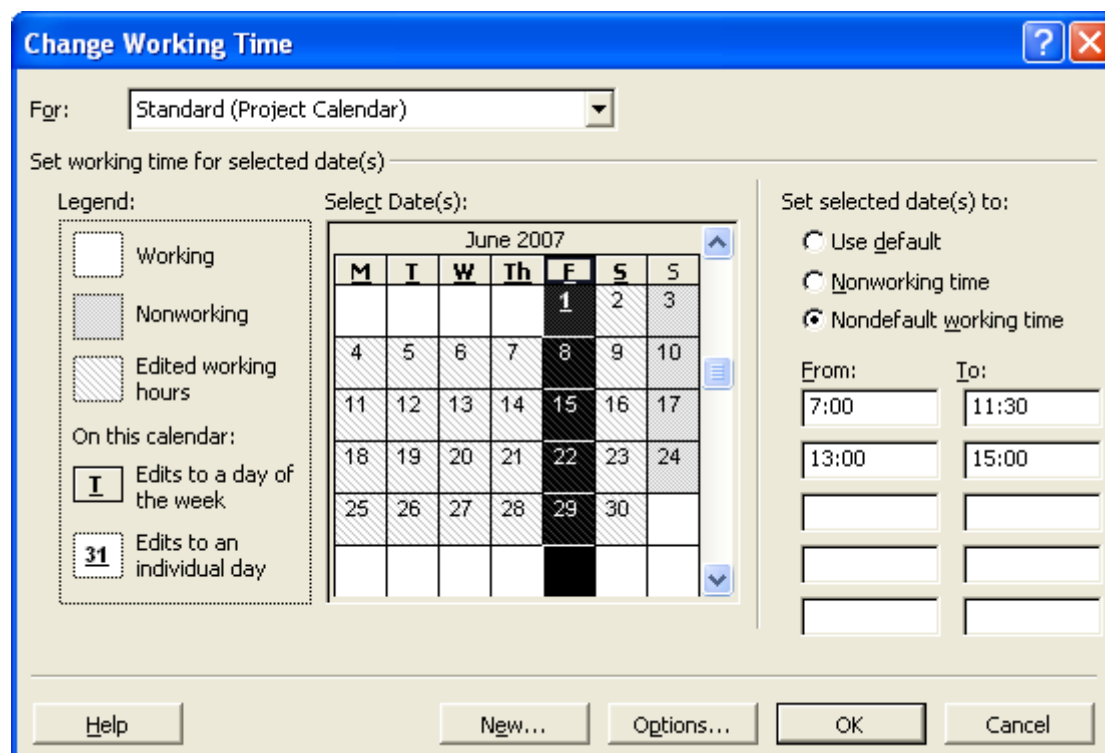 Change Working Time
For: Standard (Project Calendar)
Set working time for selected date(s)
Legend:
Working
Nonworking
Edited working
hours
On this calendar:
T Edits to a day of
the week
31 Edits to an
individual day
Select Date(s):
June 2007
M T W Th F S S
1 2 3
4 5 6 7 8 9 10
11 12 13 14 15 16 17
18 19 20 21 22 23 24
25 26 27 28 29 30
Set selected date(s) to:
Use default
Nonworking time
Nondefault working time
From: To:
7:00 11:30
13:00 15:00
Help New... Options... OK Cancel